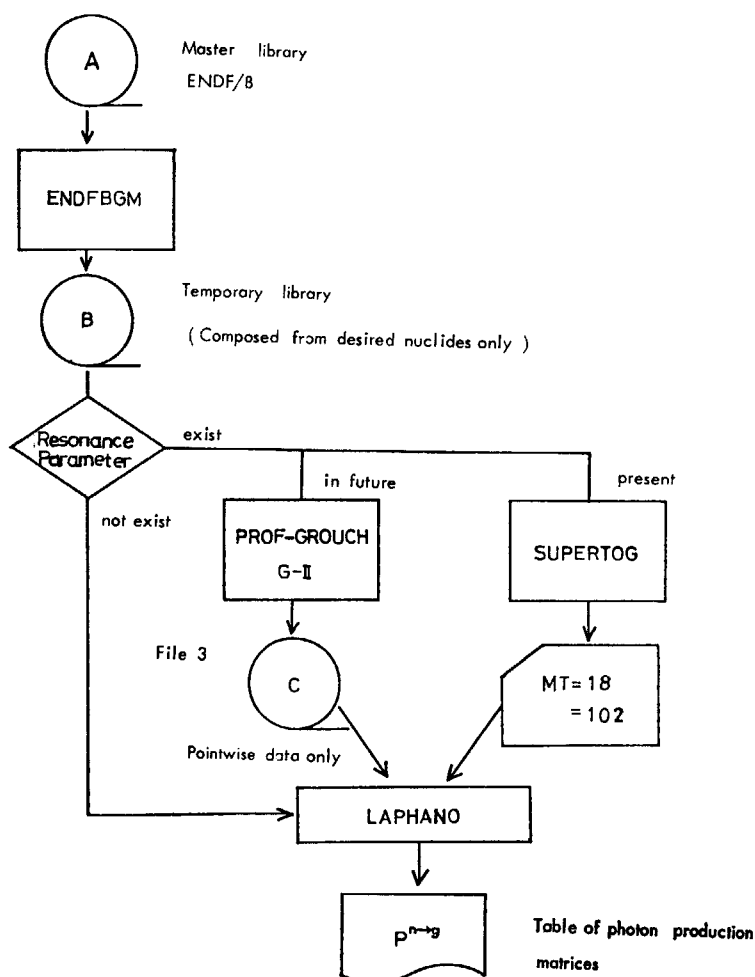 A
Master library
ENDF/B
ENDFBGM
B
Temporary library
( Composed from desired nuclides only )
Resonance
Parameter
exist
not exist
in future
present
PROF-GROUCH
G-II
SUPERTOG
File 3
C
MT=18
=102
Pointwise data only
LAPHANO
P^{n→g}
Table of photon production
matrices